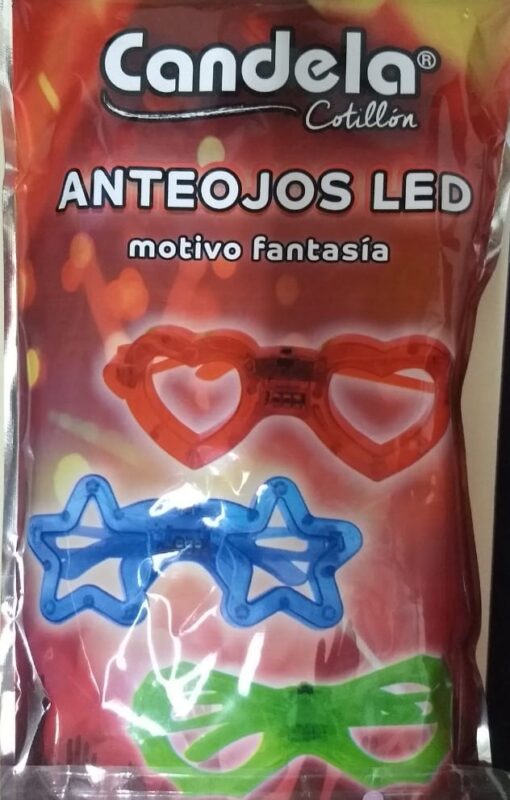 Candela®
Cotillón
ANTEOJOS LED
motivo fantasía